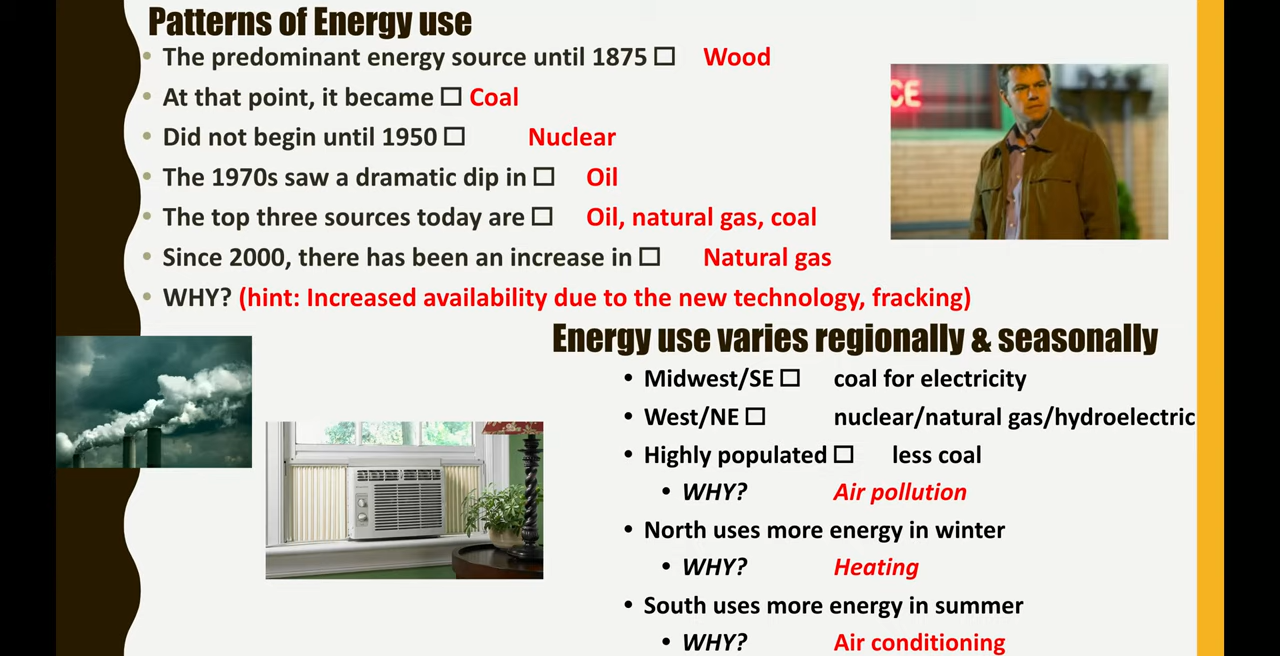 Patterns of Energy use
• The predominant energy source until 1875 □ Wood
• At that point, it became □ Coal
• Did not begin until 1950 □ Nuclear
• The 1970s saw a dramatic dip in □ Oil
• The top three sources today are □ Oil, natural gas, coal
• Since 2000, there has been an increase in □ Natural gas
• WHY? (hint: Increased availability due to the new technology, fracking)
CE
Energy use varies regionally & seasonally
• Midwest/SE □ coal for electricity
• West/NE □ nuclear/natural gas/hydroelectric
• Highly populated □ less coal
• WHY? Air pollution
• North uses more energy in winter
• WHY? Heating
• South uses more energy in summer
• WHY? Air conditioning